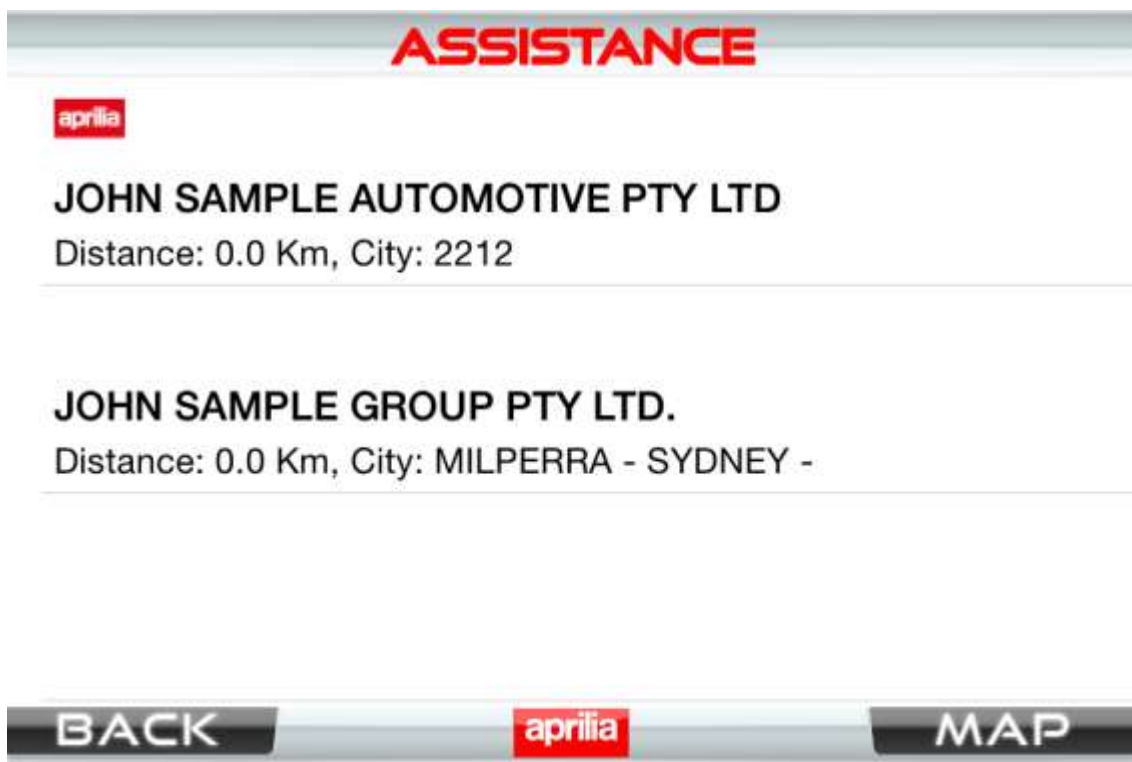 ASSISTANCE
aprilia
JOHN SAMPLE AUTOMOTIVE PTY LTD
Distance: 0.0 Km, City: 2212
JOHN SAMPLE GROUP PTY LTD.
Distance: 0.0 Km, City: MILPERRA - SYDNEY -
BACK aprilia MAP